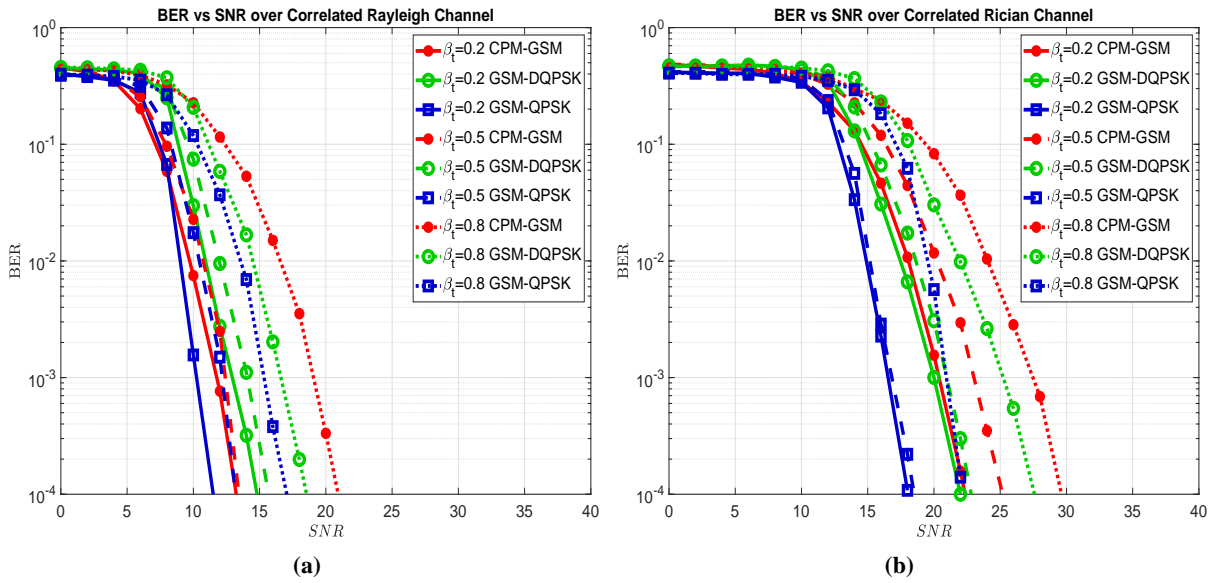 BER vs SNR over Correlated Rayleigh Channel
10^0
10^-1
10^-2
10^-3
10^-4
BER
0 5 10 15 20 25 30 35 40
SNR
β_t=0.2 CPM-GSM
β_t=0.2 GSM-DQPSK
β_t=0.2 GSM-QPSK
β_t=0.5 CPM-GSM
β_t=0.5 GSM-DQPSK
β_t=0.5 GSM-QPSK
β_t=0.8 CPM-GSM
β_t=0.8 GSM-DQPSK
β_t=0.8 GSM-QPSK
(a)
BER vs SNR over Correlated Rician Channel
10^0
10^-1
10^-2
10^-3
10^-4
BER
0 5 10 15 20 25 30 35 40
SNR
β_t=0.2 CPM-GSM
β_t=0.2 GSM-DQPSK
β_t=0.2 GSM-QPSK
β_t=0.5 CPM-GSM
β_t=0.5 GSM-DQPSK
β_t=0.5 GSM-QPSK
β_t=0.8 CPM-GSM
β_t=0.8 GSM-DQPSK
β_t=0.8 GSM-QPSK
(b)